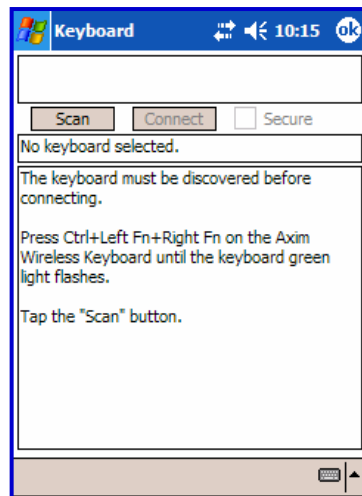 Keyboard 10:15 ok
Scan Connect Secure
No keyboard selected.
The keyboard must be discovered before
connecting.
Press Ctrl+Left Fn+Right Fn on the Axim
Wireless Keyboard until the keyboard green
light flashes.
Tap the "Scan" button.